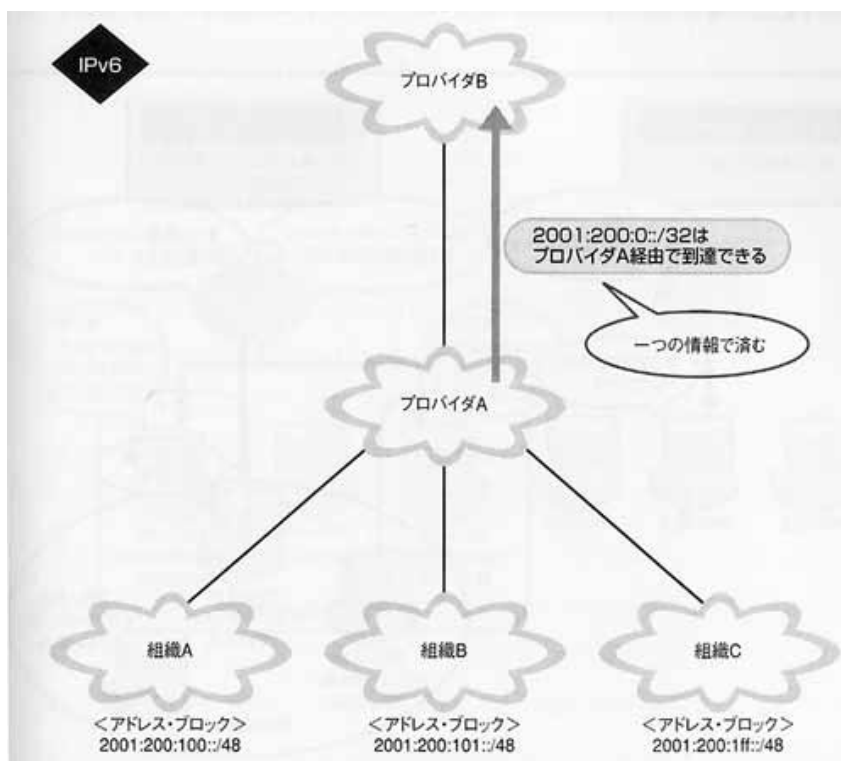 IPv6
プロバイダB
2001:200:0::/32は
プロバイダA経由で到達できる
一つの情報で済む
プロバイダA
組織A
組織B
組織C
＜アドレス・ブロック＞
2001:200:100::/48
＜アドレス・ブロック＞
2001:200:101::/48
＜アドレス・ブロック＞
2001:200:1ff::/48